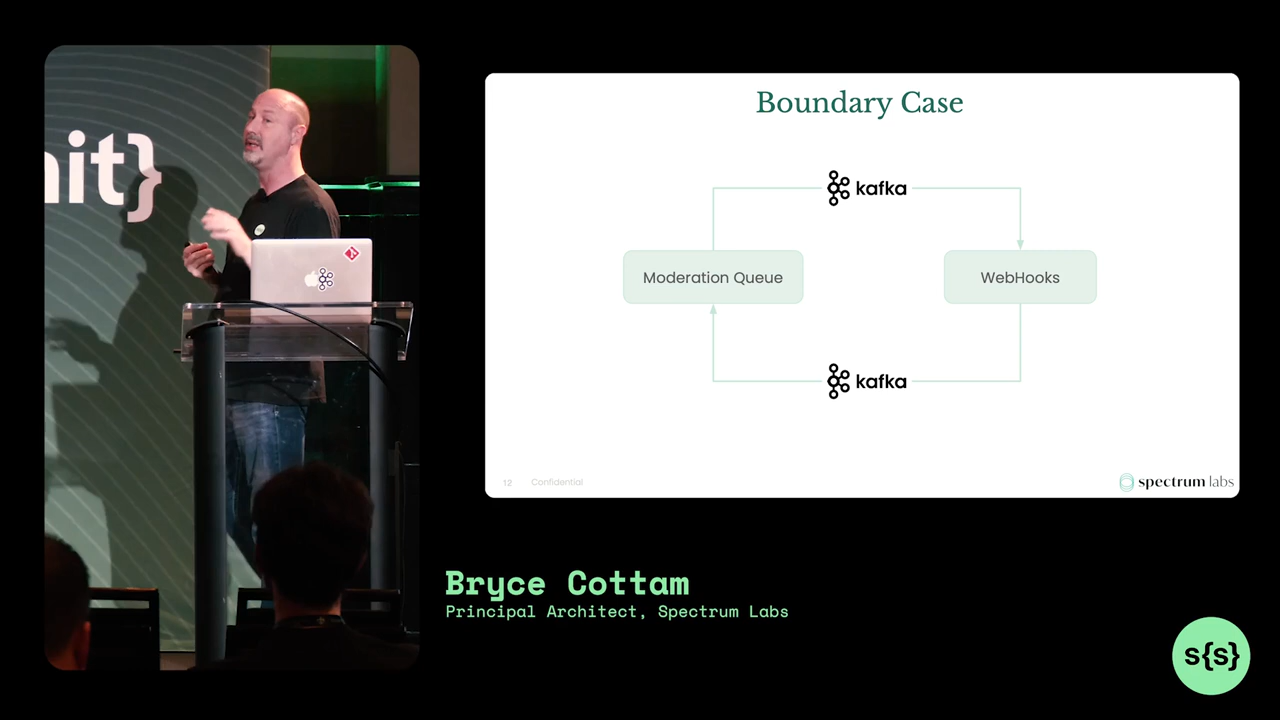 nit}
Boundary Case
kafka
Moderation Queue
WebHooks
kafka
12
Confidential
spectrum labs
Bryce Cottam
Principal Architect, Spectrum Labs
s{s}